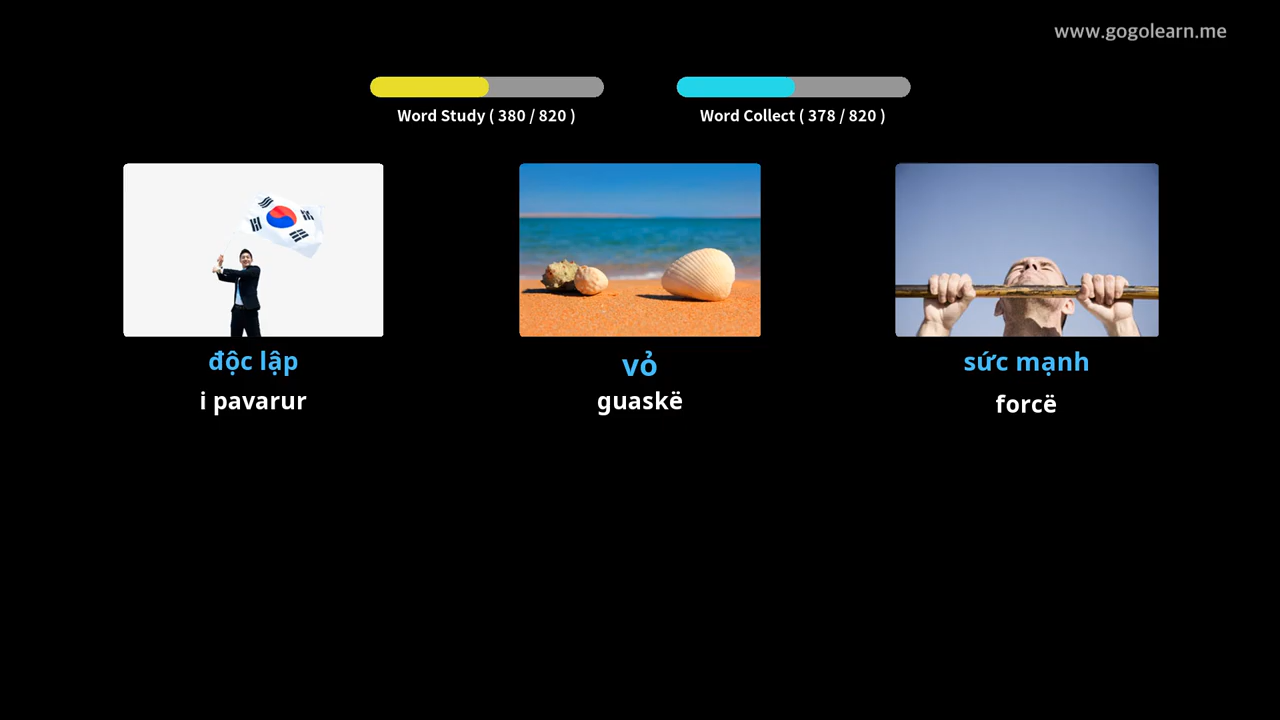 www.gogolearn.me
Word Study ( 380 / 820 )
Word Collect ( 378 / 820 )
độc lập
vỏ
sức mạnh
i pavarur
guaskë
forcë